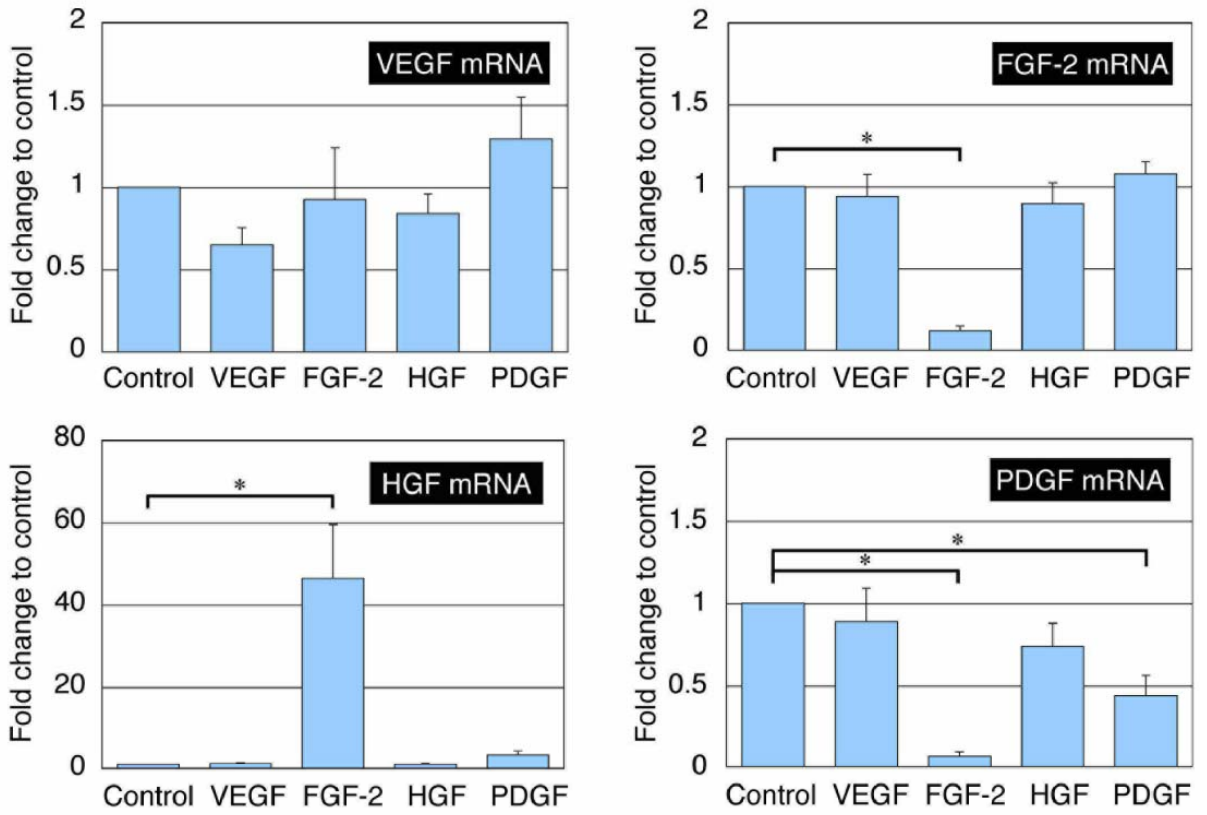 VEGF mRNA
Fold change to control
2
1.5
1
0.5
0
Control VEGF FGF-2 HGF PDGF
FGF-2 mRNA
Fold change to control
2
1.5
1
0.5
0
*
Control VEGF FGF-2 HGF PDGF
HGF mRNA
Fold change to control
80
60
40
20
0
*
Control VEGF FGF-2 HGF PDGF
PDGF mRNA
Fold change to control
2
1.5
1
0.5
0
*
*
Control VEGF FGF-2 HGF PDGF